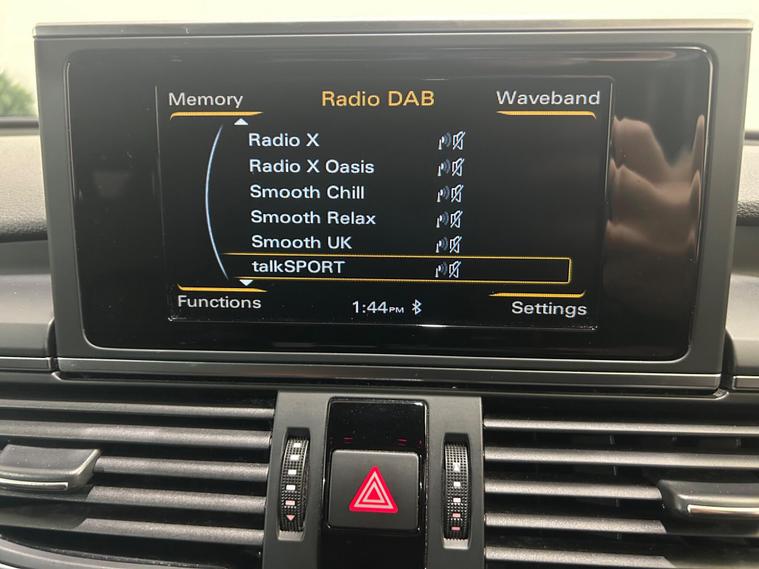 Memory Radio DAB Waveband
Radio X
Radio X Oasis
Smooth Chill
Smooth Relax
Smooth UK
talkSPORT
Functions 1:44PM Settings